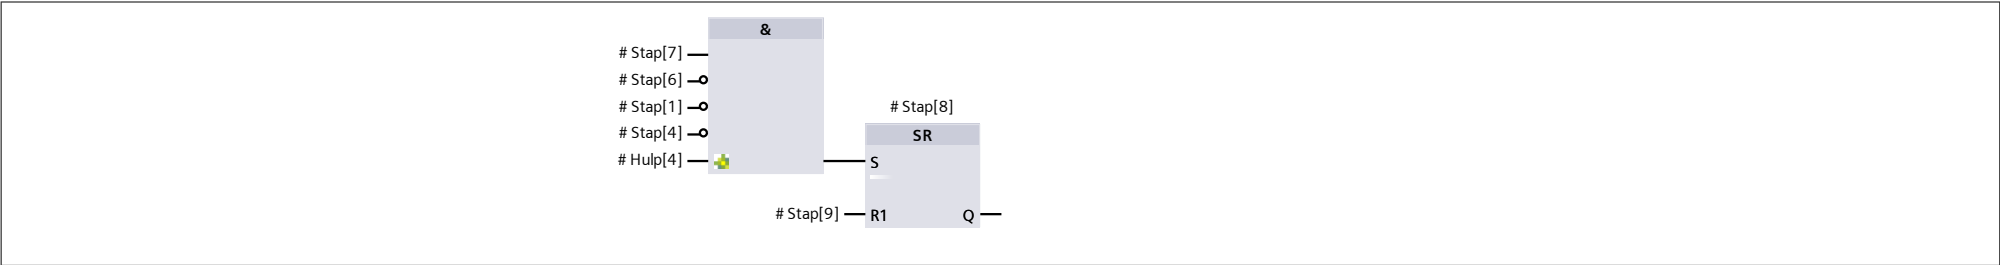 &
# Stap[7]
# Stap[6]
# Stap[1]
# Stap[4]
# Hulp[4]
# Stap[8]
SR
S
# Stap[9]
R1
Q